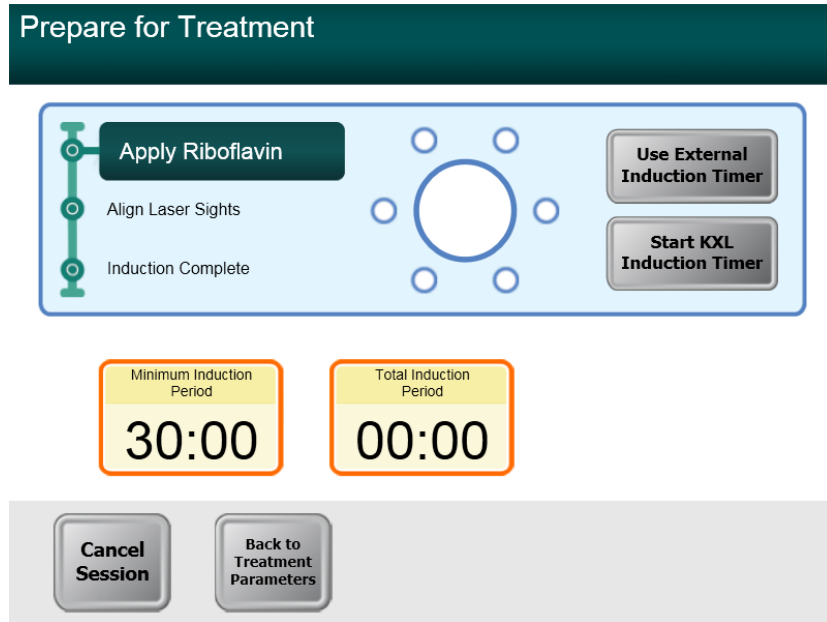 Prepare for Treatment
Apply Riboflavin
Align Laser Sights
Induction Complete
Use External
Induction Timer
Start KXL
Induction Timer
Minimum Induction
Period
30:00
Total Induction
Period
00:00
Cancel
Session
Back to
Treatment
Parameters